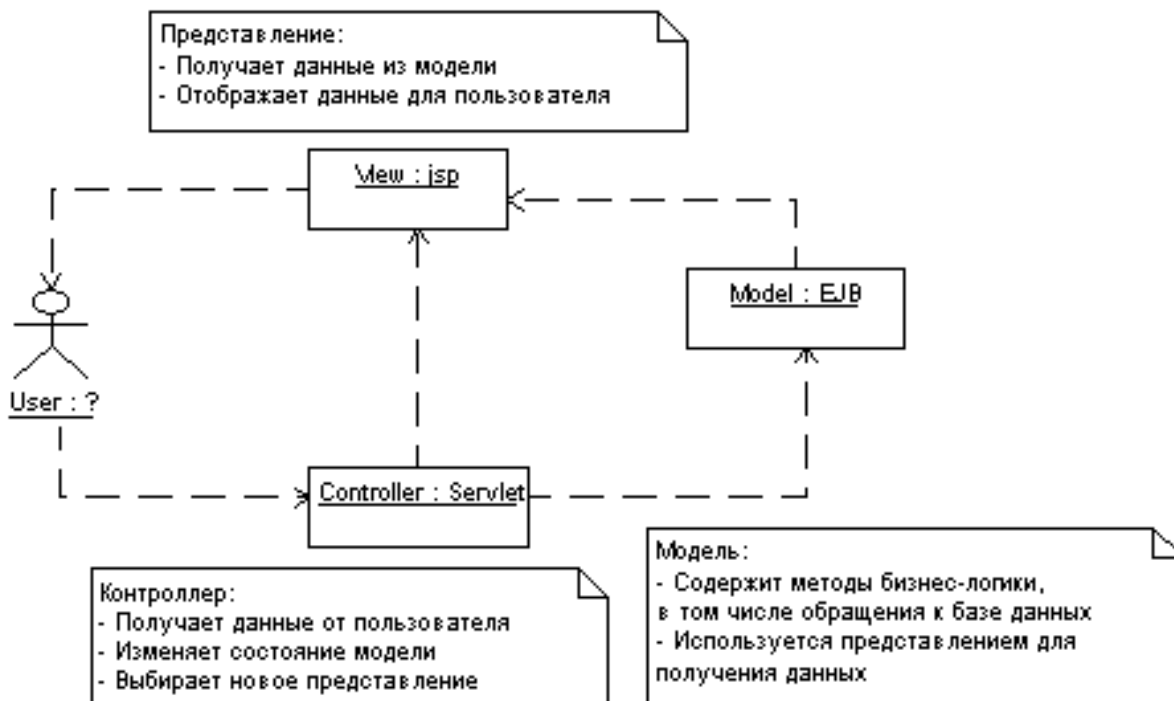 Представление:
- Получает данные из модели
- Отображает данные для пользователя
View : jsp
Model : EJB
User : ?
Controller : Servlet
Контроллер:
- Получает данные от пользователя
- Изменяет состояние модели
- Выбирает новое представление
Модель:
- Содержит методы бизнес-логики,
в том числе обращения к базе данных
- Используется представлением для
получения данных